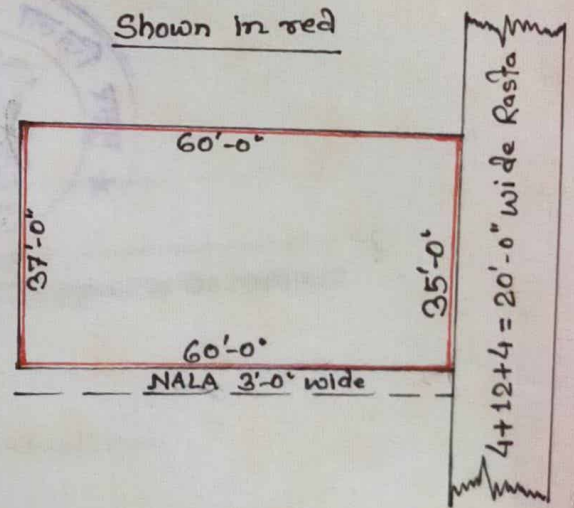 Shown in red
60'-0"
37'-0"
35'-0"
60'-0"
NALA 3'-0" wide
4+12+4 = 20'-0" wide Rasta